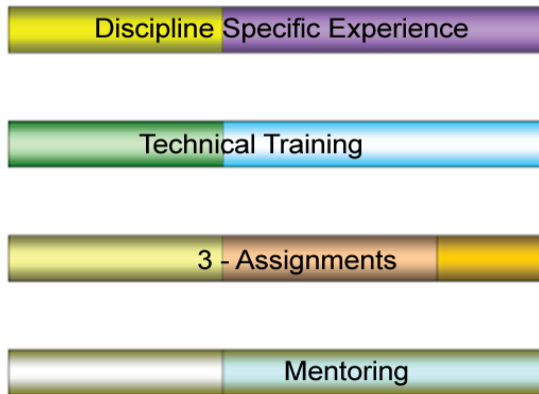 Discipline Specific Experience
Technical Training
3 - Assignments
Mentoring